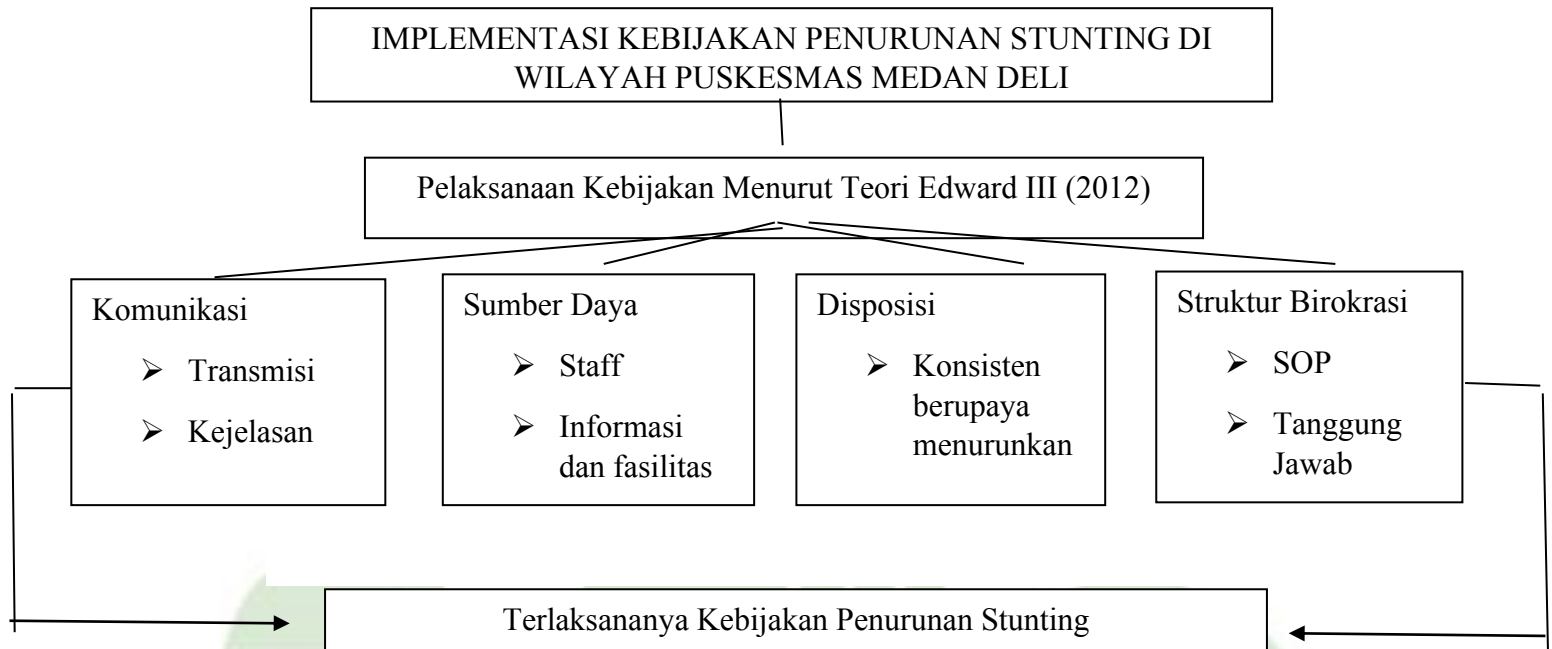 IMPLEMENTASI KEBIJAKAN PENURUNAN STUNTING DI
WILAYAH PUSKESMAS MEDAN DELI
Pelaksanaan Kebijakan Menurut Teori Edward III (2012)
Komunikasi
➢ Transmisi
➢ Kejelasan
Sumber Daya
➢ Staff
➢ Informasi
dan fasilitas
Disposisi
➢ Konsisten
berupaya
menurunkan
Struktur Birokrasi
➢ SOP
➢ Tanggung
Jawab
Terlaksananya Kebijakan Penurunan Stunting